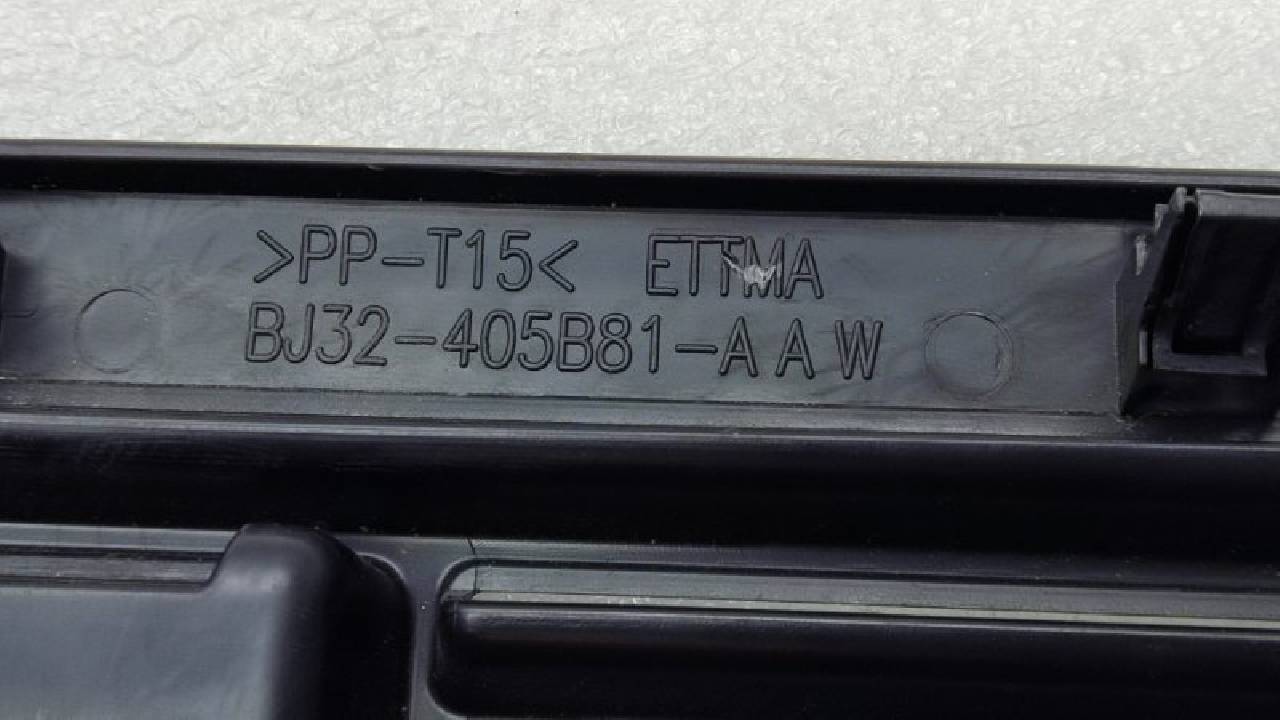 >PP-T15< ETTMA
BJ32-405B81-A A W